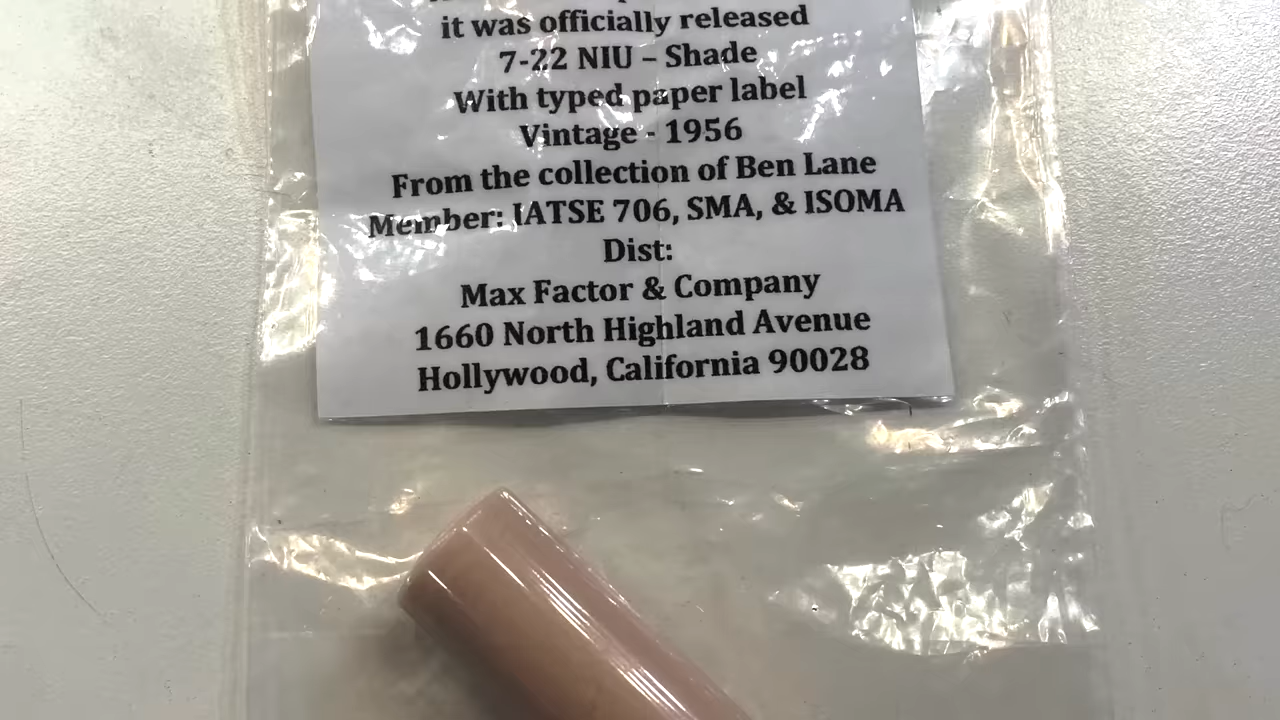 it was officially released
7-22 NIU – Shade
With typed paper label
Vintage - 1956
From the collection of Ben Lane
Member: IATSE 706, SMA, & ISOMA
Dist:
Max Factor & Company
1660 North Highland Avenue
Hollywood, California 90028